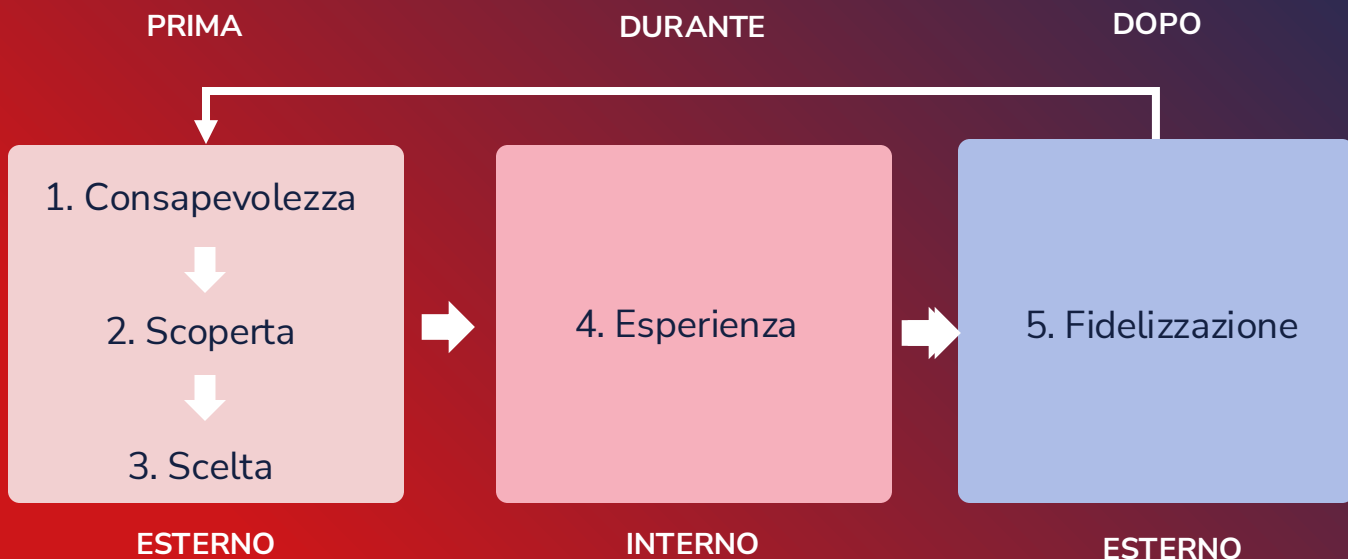 PRIMA
DURANTE
DOPO
1. Consapevolezza
2. Scoperta
3. Scelta
4. Esperienza
5. Fidelizzazione
ESTERNO
INTERNO
ESTERNO